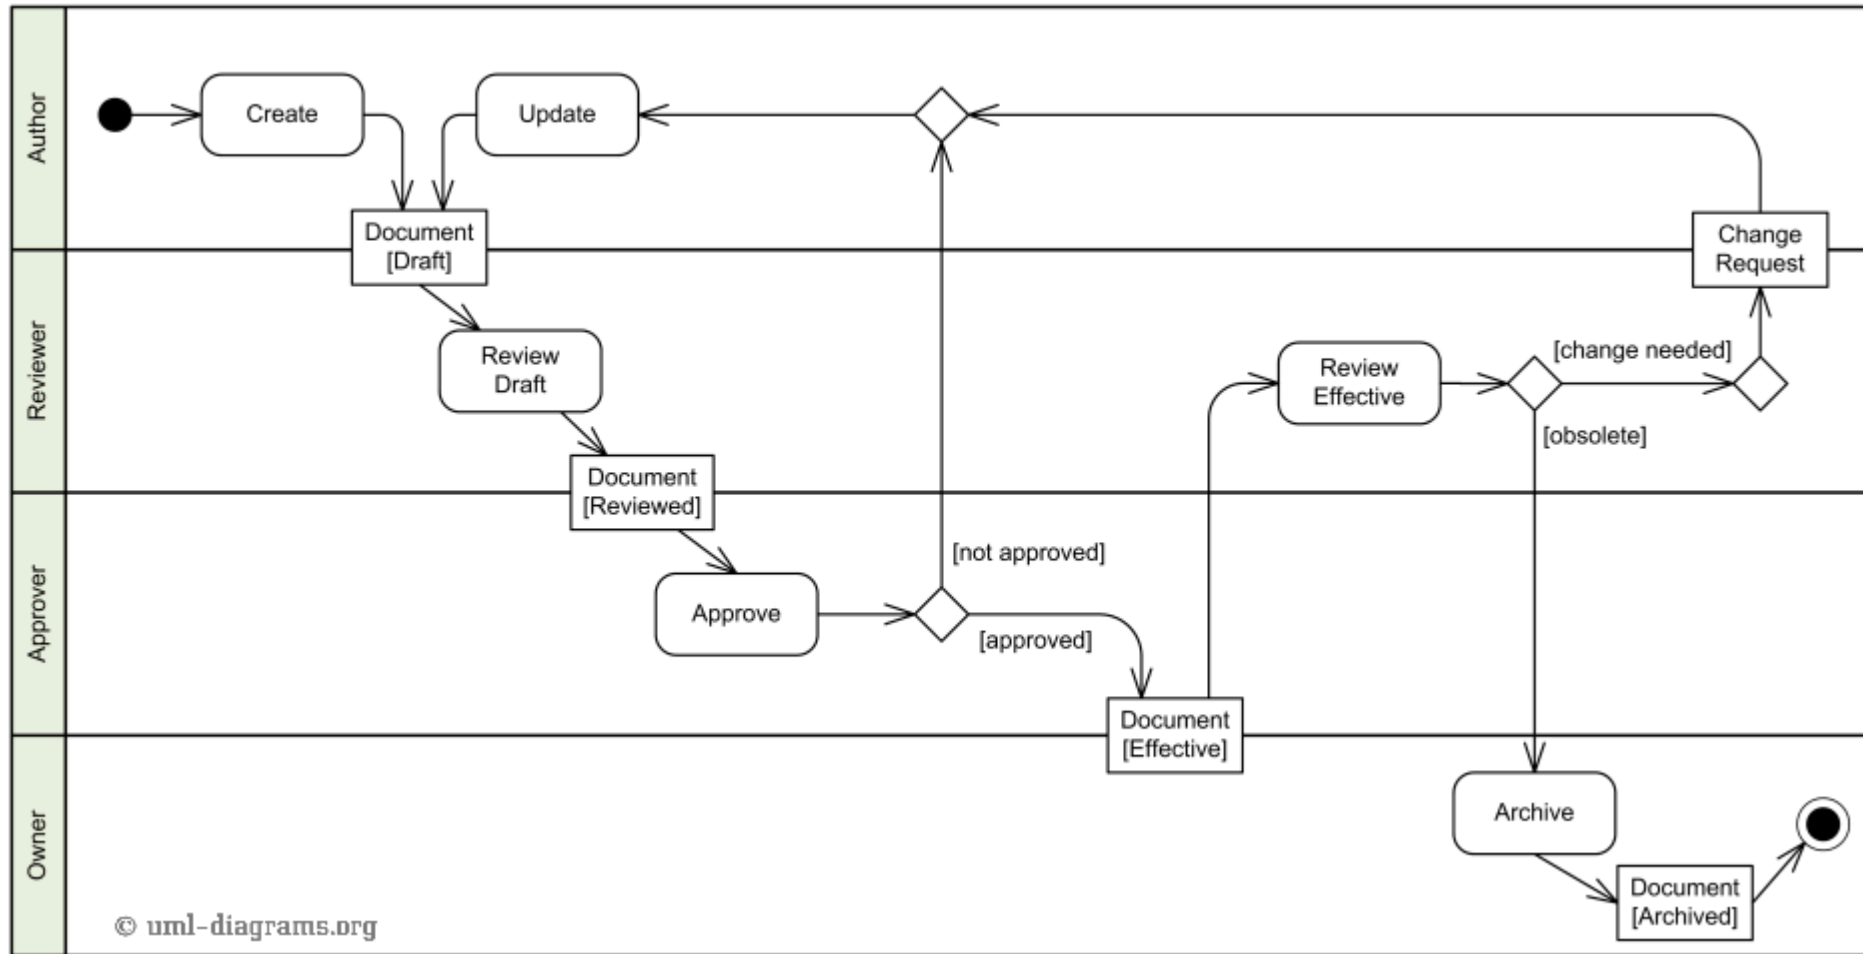 Author
Create
Update
Document
[Draft]
Change
Request
Reviewer
Review
Draft
Review
Effective
[change needed]
[obsolete]
Document
[Reviewed]
Approver
[not approved]
Approve
[approved]
Document
[Effective]
Owner
Archive
Document
[Archived]
© uml-diagrams.org